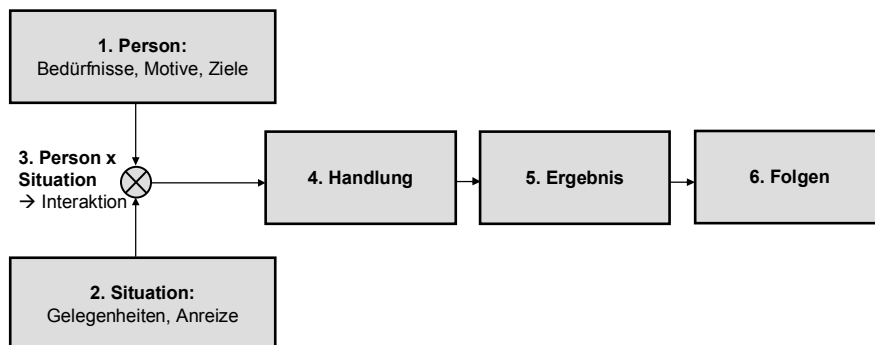 1. Person:
Bedürfnisse, Motive, Ziele
3. Person x
Situation
→ Interaktion
4. Handlung
5. Ergebnis
6. Folgen
2. Situation:
Gelegenheiten, Anreize